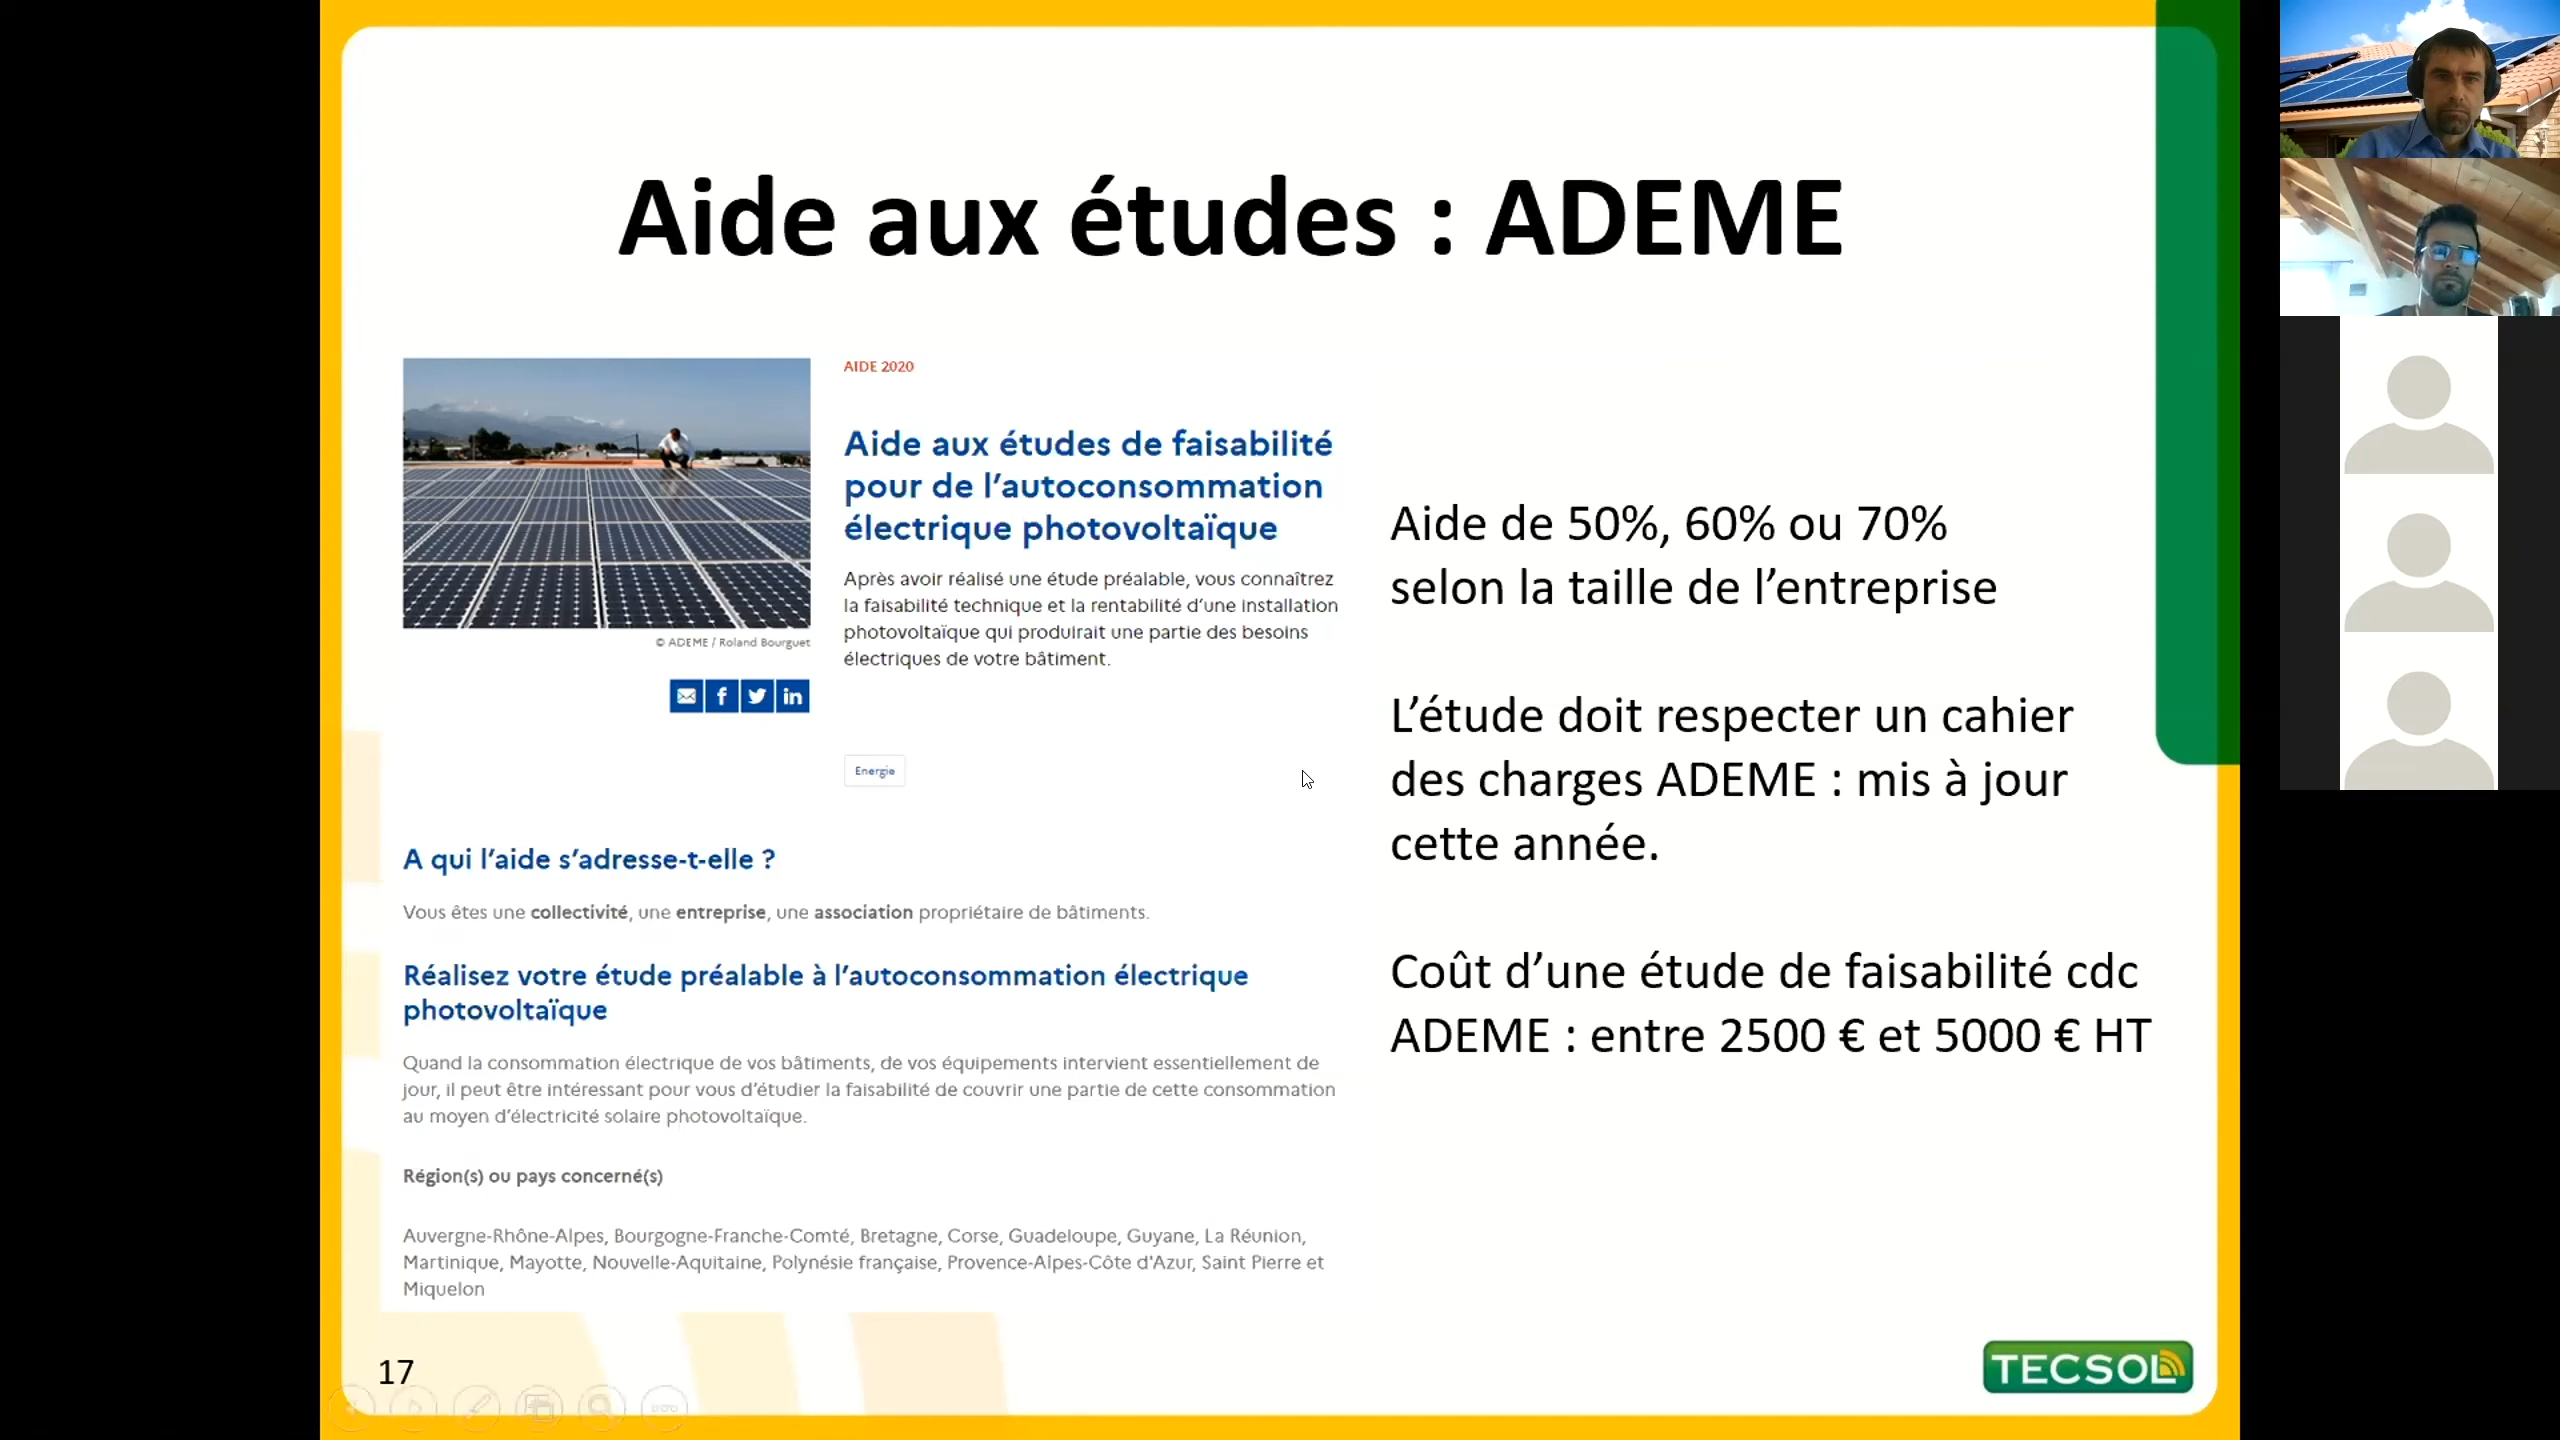 Aide aux études : ADEME
AIDE 2020
Aide aux études de faisabilité
pour de l’autoconsommation
électrique photovoltaïque
Après avoir réalisé une étude préalable, vous connaîtrez
la faisabilité technique et la rentabilité d’une installation
photovoltaïque qui produirait une partie des besoins
électriques de votre bâtiment.
© ADEME / Roland Bourguet
Energie
A qui l’aide s’adresse-t-elle ?
Vous êtes une collectivité, une entreprise, une association propriétaire de bâtiments.
Réalisez votre étude préalable à l’autoconsommation électrique
photovoltaïque
Quand la consommation électrique de vos bâtiments, de vos équipements intervient essentiellement de
jour, il peut être intéressant pour vous d’étudier la faisabilité de couvrir une partie de cette consommation
au moyen d’électricité solaire photovoltaïque.
Région(s) ou pays concerné(s)
Auvergne-Rhône-Alpes, Bourgogne-Franche-Comté, Bretagne, Corse, Guadeloupe, Guyane, La Réunion,
Martinique, Mayotte, Nouvelle-Aquitaine, Polynésie française, Provence-Alpes-Côte d'Azur, Saint Pierre et
Miquelon
Aide de 50%, 60% ou 70%
selon la taille de l’entreprise
L’étude doit respecter un cahier
des charges ADEME : mis à jour
cette année.
Coût d’une étude de faisabilité cdc
ADEME : entre 2500 € et 5000 € HT
17
TECSOL